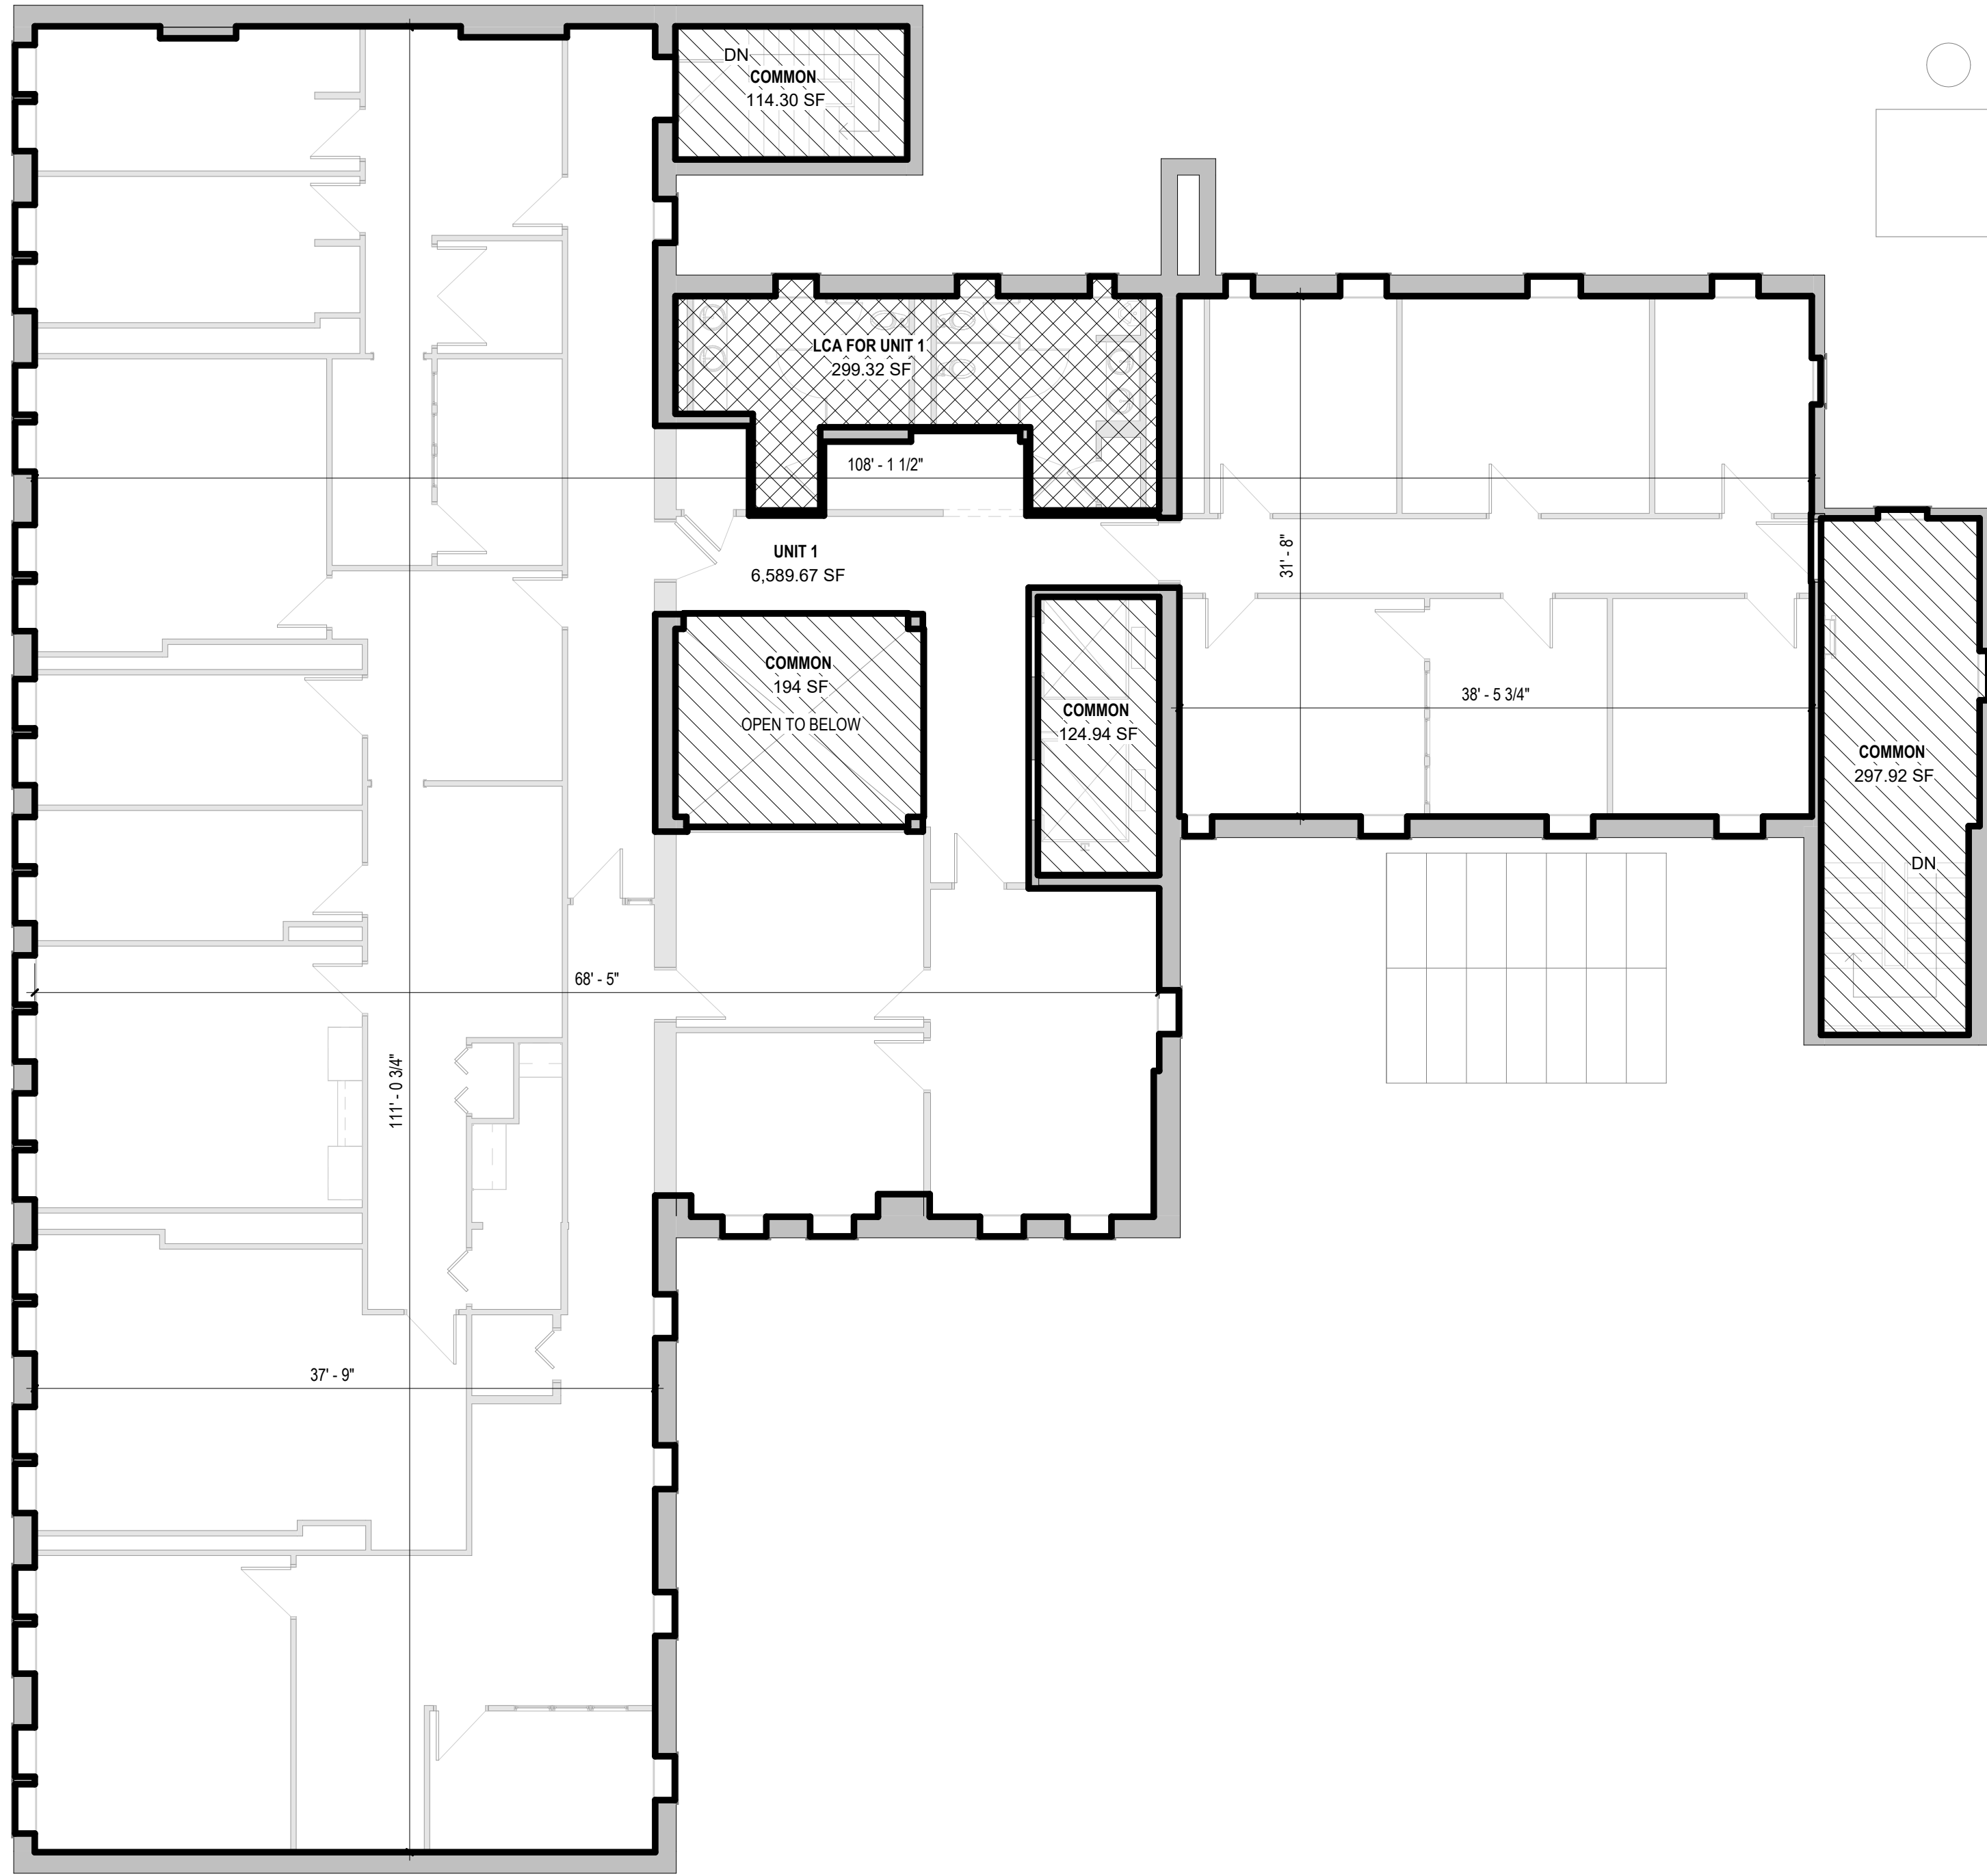 DN
COMMON
114.30 SF
LCA FOR UNIT 1
299.32 SF
108' - 1 1/2"
UNIT 1
6,589.67 SF
31' - 8"
COMMON
194 SF
OPEN TO BELOW
COMMON
124.94 SF
38' - 5 3/4"
COMMON
297.92 SF
DN
68' - 5"
111' - 0 3/4"
37' - 9"